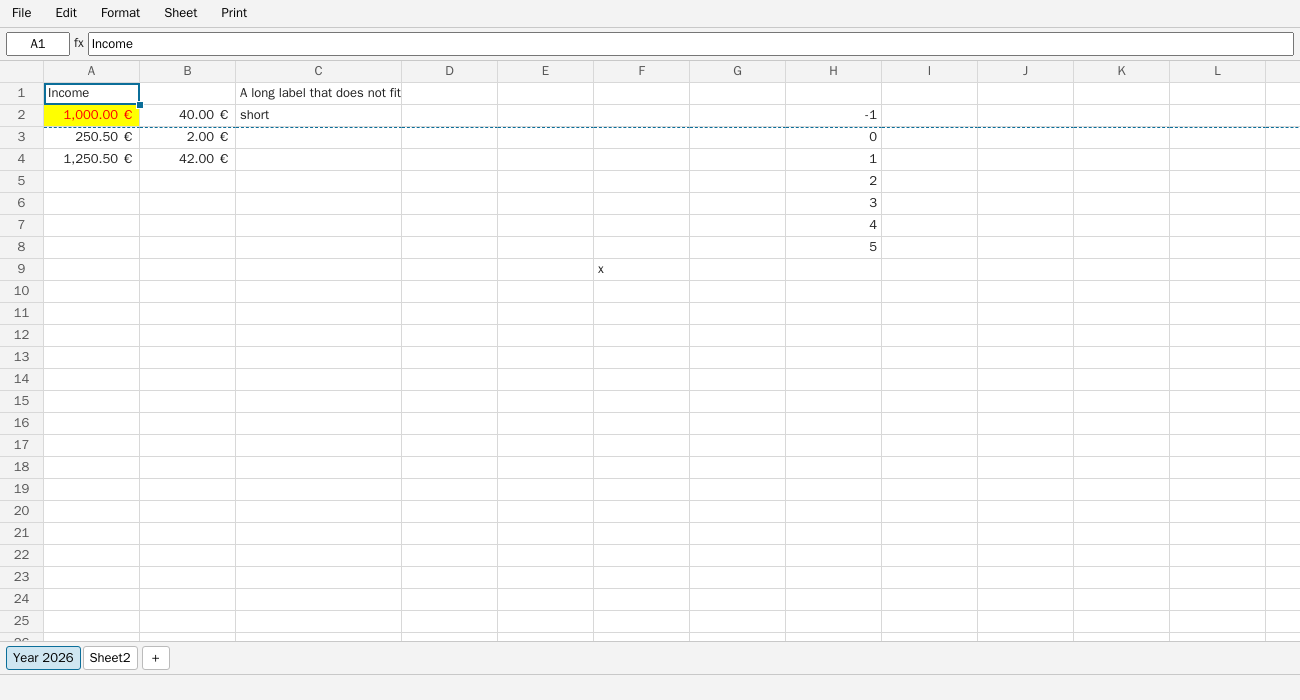 File Edit Format Sheet Print
A1 fx Income
A B C D E F G H I J K L
1 Income A long label that does not fit
2 1,000.00 € 40.00 € short -1
3 250.50 € 2.00 € 0
4 1,250.50 € 42.00 € 1
5 2
6 3
7 4
8 5
9 x
10
11
12
13
14
15
16
17
18
19
20
21
22
23
24
25
26
Year 2026 Sheet2 +